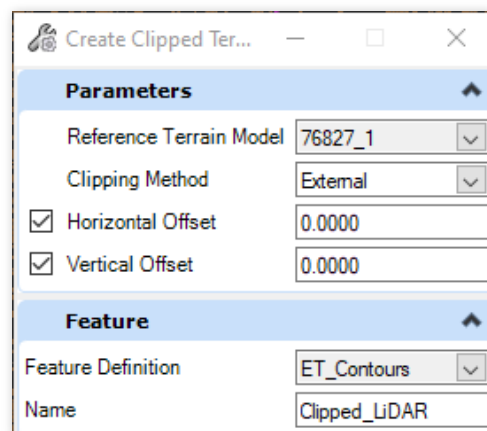 Create Clipped Ter...
Parameters
Reference Terrain Model 76827_1
Clipping Method External
Horizontal Offset 0.0000
Vertical Offset 0.0000
Feature
Feature Definition ET_Contours
Name Clipped_LiDAR